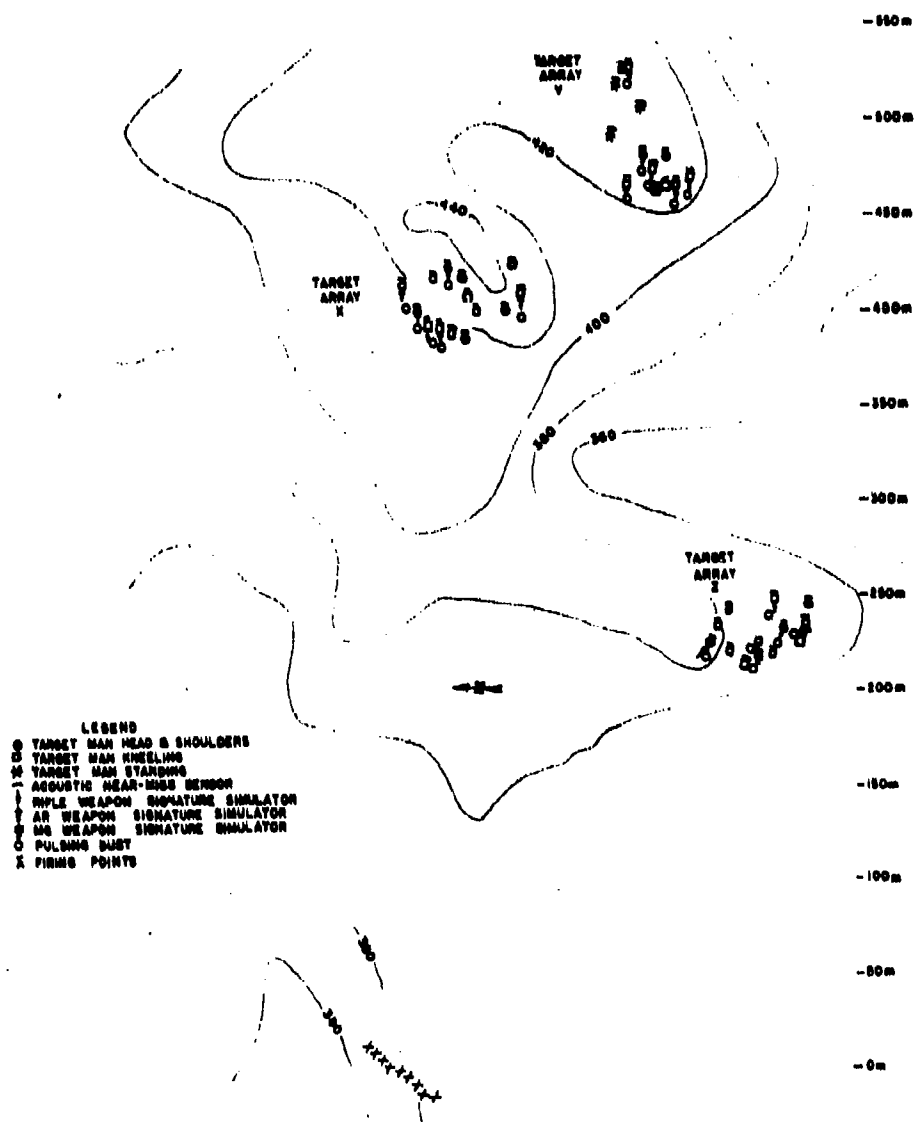 -550m
TARGET
ARRAY
Y
-500m
480
-450m
440
TARGET
ARRAY
X
-400m
400
-350m
380
360
-300m
TARGET
ARRAY
Z
-250m
N
-200m
LEGEND
TARGET MAN HEAD & SHOULDERS
TARGET MAN KNEELING
TARGET MAN STANDING
ACOUSTIC NEAR-MISS SENSOR
RIFLE WEAPON SIGNATURE SIMULATOR
AR WEAPON SIGNATURE SIMULATOR
MG WEAPON SIGNATURE SIMULATOR
PULSING DUST
X FIRING POINTS
-150m
-100m
-50m
380
-0m